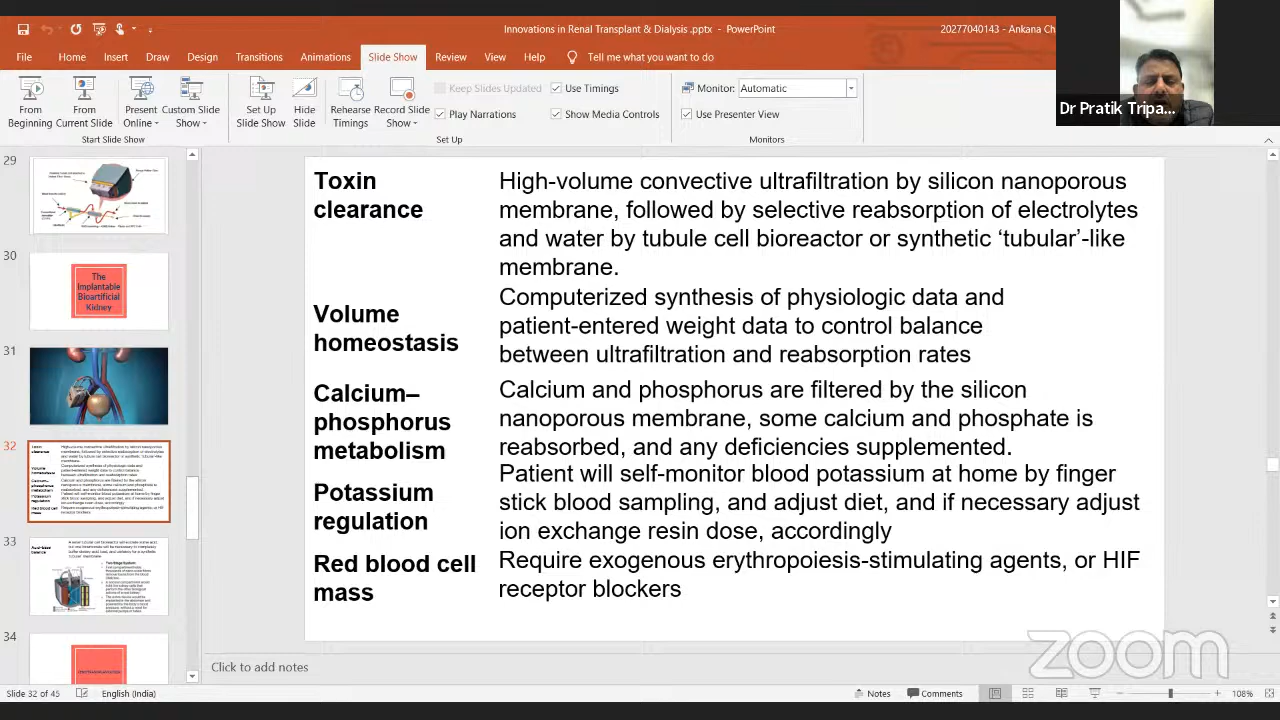 Innovations in Renal Transplant & Dialysis .pptx - PowerPoint
20277040143 - Ankana Ch
File Home Insert Draw Design Transitions Animations Slide Show Review View Help Tell me what you want to do
From Beginning
From Current Slide
Present Online
Custom Slide Show
Start Slide Show
Set Up Slide Show
Hide Slide
Rehearse Timings
Record Slide Show
Keep Slides Updated
Play Narrations
Use Timings
Show Media Controls
Set Up
Monitor: Automatic
Use Presenter View
Monitors
Dr Pratik Tripa...
29
30
The
Implantable
Bioartificial
Kidney
31
32
33
34
Toxin
clearance
High-volume convective ultrafiltration by silicon nanoporous
membrane, followed by selective reabsorption of electrolytes
and water by tubule cell bioreactor or synthetic ‘tubular’-like
membrane.
Volume
homeostasis
Computerized synthesis of physiologic data and
patient-entered weight data to control balance
between ultrafiltration and reabsorption rates
Calcium–
phosphorus
metabolism
Calcium and phosphorus are filtered by the silicon
nanoporous membrane, some calcium and phosphate is
reabsorbed, and any deficiencies supplemented.
Potassium
regulation
Patient will self-monitor blood potassium at home by finger
stick blood sampling, and adjust diet, and if necessary adjust
ion exchange resin dose, accordingly
Red blood cell
mass
Require exogenous erythropoiesis-stimulating agents, or HIF
receptor blockers
zoom
Click to add notes
Slide 32 of 45 English (India) Notes Comments 108%